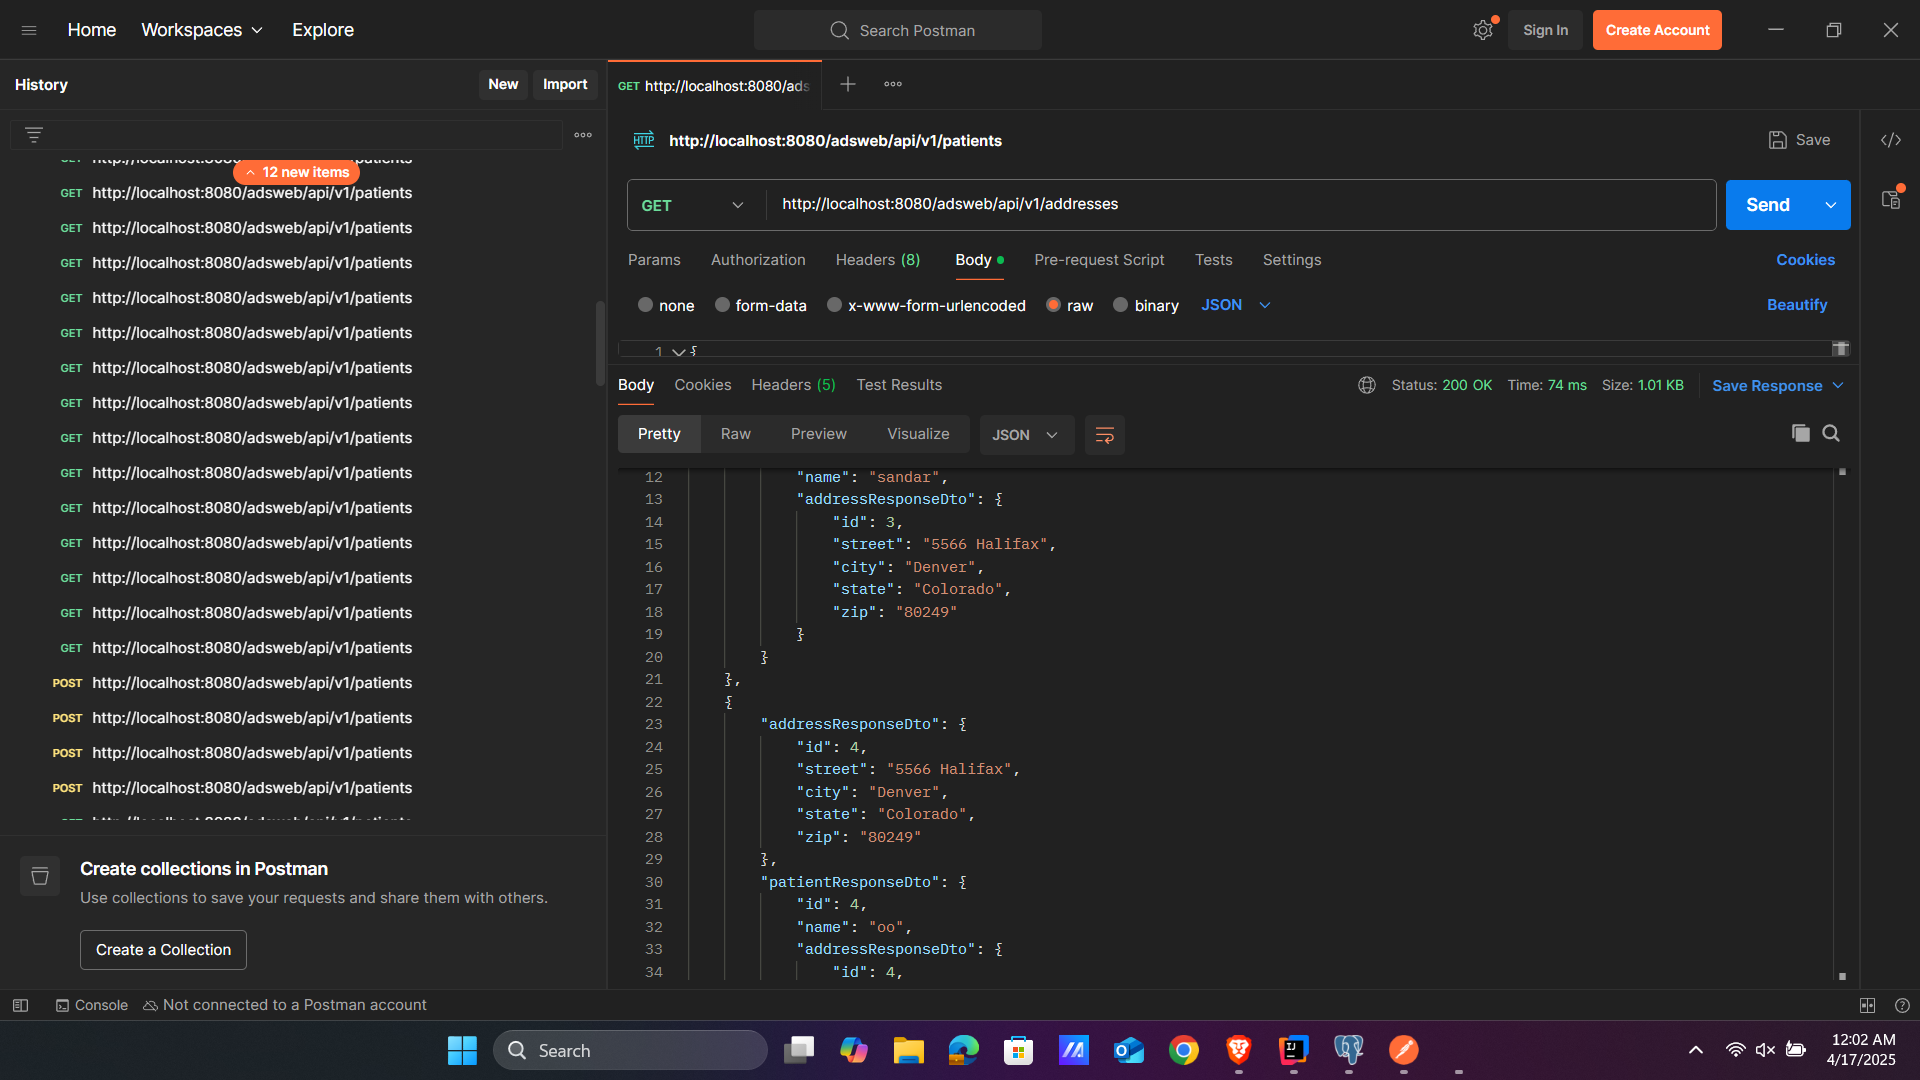 Home
Workspaces
Explore
Search Postman
Sign In
Create Account
History
New
Import
12 new items
GET http://localhost:8080/adsweb/api/v1/patients
GET http://localhost:8080/adsweb/api/v1/patients
GET http://localhost:8080/adsweb/api/v1/patients
GET http://localhost:8080/adsweb/api/v1/patients
GET http://localhost:8080/adsweb/api/v1/patients
GET http://localhost:8080/adsweb/api/v1/patients
GET http://localhost:8080/adsweb/api/v1/patients
GET http://localhost:8080/adsweb/api/v1/patients
GET http://localhost:8080/adsweb/api/v1/patients
GET http://localhost:8080/adsweb/api/v1/patients
GET http://localhost:8080/adsweb/api/v1/patients
GET http://localhost:8080/adsweb/api/v1/patients
GET http://localhost:8080/adsweb/api/v1/patients
GET http://localhost:8080/adsweb/api/v1/patients
POST http://localhost:8080/adsweb/api/v1/patients
POST http://localhost:8080/adsweb/api/v1/patients
POST http://localhost:8080/adsweb/api/v1/patients
POST http://localhost:8080/adsweb/api/v1/patients
Create collections in Postman
Use collections to save your requests and share them with others.
Create a Collection
GET http://localhost:8080/ads
HTTP http://localhost:8080/adsweb/api/v1/patients
Save
GET http://localhost:8080/adsweb/api/v1/addresses
Send
Params Authorization Headers (8) Body Pre-request Script Tests Settings Cookies
none form-data x-www-form-urlencoded raw binary JSON Beautify
1 {
Body Cookies Headers (5) Test Results Status: 200 OK Time: 74 ms Size: 1.01 KB Save Response
Pretty Raw Preview Visualize JSON
12 "name": "sandar",
13 "addressResponseDto": {
14 "id": 3,
15 "street": "5566 Halifax",
16 "city": "Denver",
17 "state": "Colorado",
18 "zip": "80249"
19 }
20 }
21 },
22 {
23 "addressResponseDto": {
24 "id": 4,
25 "street": "5566 Halifax",
26 "city": "Denver",
27 "state": "Colorado",
28 "zip": "80249"
29 },
30 "patientResponseDto": {
31 "id": 4,
32 "name": "oo",
33 "addressResponseDto": {
34 "id": 4,
Console Not connected to a Postman account
Search
12:02 AM
4/17/2025